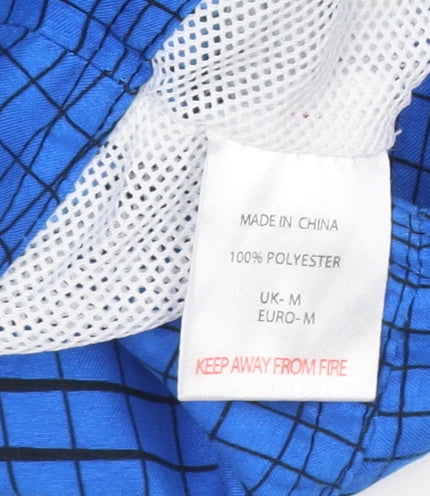 MADE IN CHINA
100% POLYESTER
UK- M
EURO-M
KEEP AWAY FROM FIRE